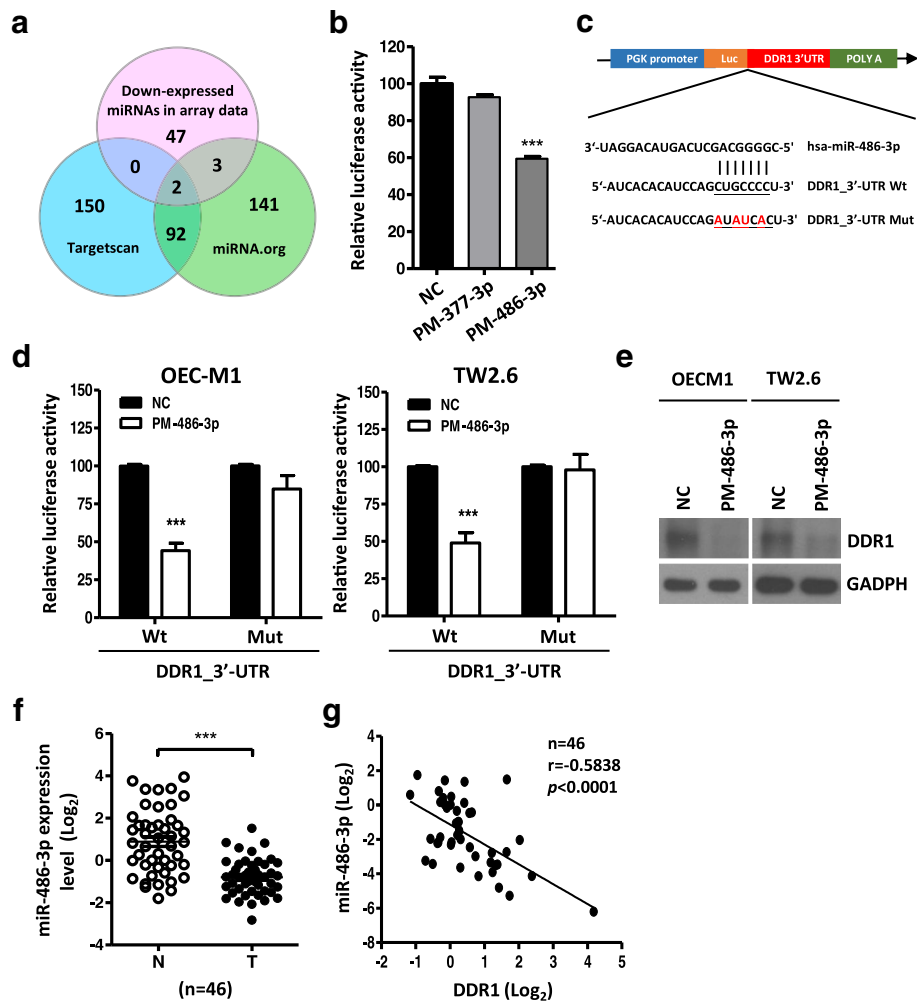 a
Down-expressed
miRNAs in array data
47
0
3
2
150
141
92
Targetscan
miRNA.org
b
Relative luciferase activity
120
100
80
60
40
20
0
***
NC
PM-377-3p
PM-486-3p
c
PGK promoter
Luc
DDR1 3'UTR
POLY A
3'-UAGGACAUGACUCGACGGGGC-5' hsa-miR-486-3p
5'-AUCACACAUCCAGCUGCCCCU-3' DDR1_3'-UTR Wt
5'-AUCACACAUCCAGAUAUCACU-3' DDR1_3'-UTR Mut
d
OEC-M1
Relative luciferase activity
150
125
100
75
50
25
0
NC
PM-486-3p
***
Wt
Mut
DDR1_3'-UTR
TW2.6
Relative luciferase activity
150
125
100
75
50
25
0
NC
PM-486-3p
***
Wt
Mut
DDR1_3'-UTR
e
OECM1
TW2.6
NC
PM-486-3p
NC
PM-486-3p
DDR1
GADPH
f
miR-486-3p expression
level (Log2)
6
4
2
0
-2
-4
***
N
T
(n=46)
g
miR-486-3p (Log2)
4
2
0
-2
-4
-6
-8
n=46
r=-0.5838
p<0.0001
-2
-1
0
1
2
3
4
5
DDR1 (Log2)